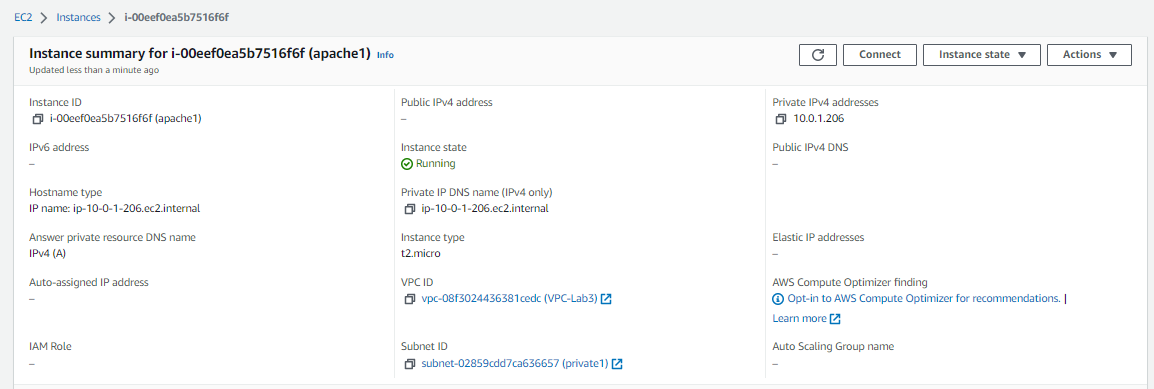 EC2 > Instances > i-00eef0ea5b7516f6f
Instance summary for i-00eef0ea5b7516f6f (apache1) Info
Updated less than a minute ago
Connect
Instance state
Actions
Instance ID
i-00eef0ea5b7516f6f (apache1)
Public IPv4 address
–
Private IPv4 addresses
10.0.1.206
IPv6 address
–
Instance state
Running
Public IPv4 DNS
–
Hostname type
IP name: ip-10-0-1-206.ec2.internal
Private IP DNS name (IPv4 only)
ip-10-0-1-206.ec2.internal
Answer private resource DNS name
IPv4 (A)
Instance type
t2.micro
Elastic IP addresses
–
Auto-assigned IP address
–
VPC ID
vpc-08f3024436381cedc (VPC-Lab3)
AWS Compute Optimizer finding
Opt-in to AWS Compute Optimizer for recommendations. |
Learn more
IAM Role
–
Subnet ID
subnet-02859cdd7ca636657 (private1)
Auto Scaling Group name
–